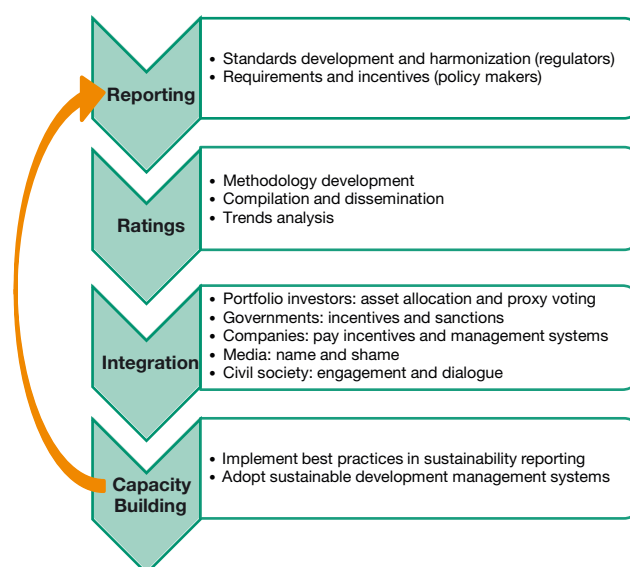 Reporting
• Standards development and harmonization (regulators)
• Requirements and incentives (policy makers)
Ratings
• Methodology development
• Compilation and dissemination
• Trends analysis
Integration
• Portfolio investors: asset allocation and proxy voting
• Governments: incentives and sanctions
• Companies: pay incentives and management systems
• Media: name and shame
• Civil society: engagement and dialogue
Capacity
Building
• Implement best practices in sustainability reporting
• Adopt sustainable development management systems